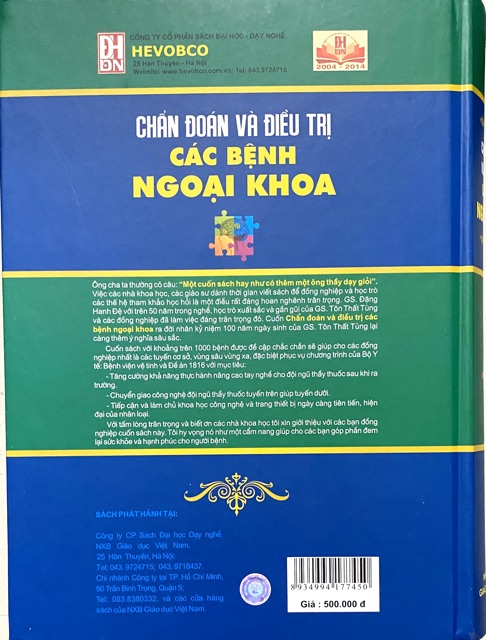 CÔNG TY CỔ PHẦN SÁCH ĐẠI HỌC - DẠY NGHỀ
HEVOBCO
25 Hàn Thuyên - Hà Nội
Website: www.hevobco.com.vn; Tel: 043.9724715
2004 - 2014
CHẨN ĐOÁN VÀ ĐIỀU TRỊ
CÁC BỆNH
NGOẠI KHOA
Ông cha ta thường có câu: "Một cuốn sách hay như có thêm một ông thầy dạy giỏi".
Việc các nhà khoa học, các giáo sư dành thời gian viết sách để đồng nghiệp và học trò
các thế hệ tham khảo học hỏi là một điều rất đáng hoan nghênh trân trọng. GS. Đặng
Hanh Đệ với trên 50 năm trong nghề, học trò xuất sắc và gần gũi của GS. Tôn Thất Tùng
và các đồng nghiệp đã làm việc đáng trân trọng đó. Cuốn Chẩn đoán và điều trị các
bệnh ngoại khoa ra đời nhân kỷ niệm 100 năm ngày sinh của GS. Tôn Thất Tùng lại
càng thêm ý nghĩa sâu sắc.
Cuốn sách với khoảng trên 1000 bệnh được đề cập chắc chắn sẽ giúp cho các đồng
nghiệp nhất là các tuyến cơ sở, vùng sâu vùng xa, đặc biệt phục vụ chương trình của Bộ Y
tế: Bệnh viện vệ tinh và Đề án 1816 với mục tiêu:
-Tăng cường khả năng thực hành nâng cao tay nghề cho đội ngũ thầy thuốc sau khi ra
trường.
-Chuyển giao công nghệ đội ngũ thầy thuốc tuyến trên giúp tuyến dưới.
- Tiếp cận và làm chủ khoa học công nghệ và trang thiết bị ngày càng tiên tiến, hiện
đại của nhân loại.
Với tấm lòng trân trọng và biết ơn các nhà khoa học tôi xin giới thiệu với các bạn đồng
nghiệp cuốn sách này. Tôi hy vọng nó như một cẩm nang giúp cho các bạn góp phần đem
lại sức khỏe và hạnh phúc cho người bệnh.
SÁCH PHÁT HÀNH TẠI:
Công ty CP Sách Đại học Dạy nghề,
NXB Giáo dục Việt Nam,
25 Hàn Thuyên, Hà Nội;
Tel: 043. 9724715; 043. 9718437.
Chi nhánh Công ty tại TP. Hồ Chí Minh,
90 Trần Bình Trọng, Quận 5;
Tel: 083.8380332, và các cửa hàng
sách của NXB Giáo dục Việt Nam.
8 934994 177450
Giá : 500.000 đ